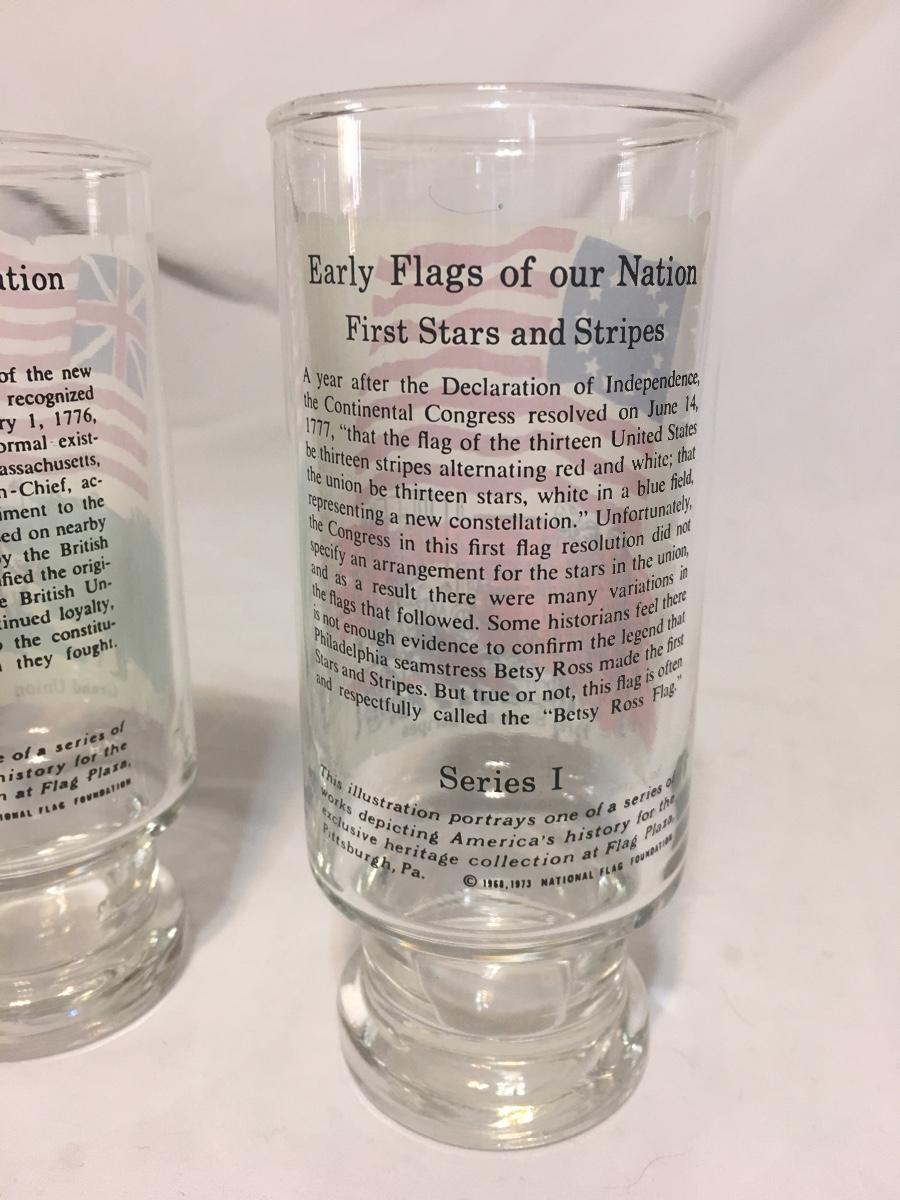 ation
of the new
recognized
ry 1, 1776,
ormal exist-
assachusetts,
n-Chief, ac-
iment to the
ed on nearby
y the British
fied the origi-
e British Un-
tinued loyalty,
the constitu-
they fought.
Grand Union
of a series of
history for the
at Flag Plaza,
IONAL FLAG FOUNDATION
Early Flags of our Nation
First Stars and Stripes
A year after the Declaration of Independence,
the Continental Congress resolved on June 14,
1777, “that the flag of the thirteen United States
be thirteen stripes alternating red and white; that
the union be thirteen stars, white in a blue field,
representing a new constellation.” Unfortunately,
the Congress in this first flag resolution did not
specify an arrangement for the stars in the union,
and as a result there were many variations in
the flags that followed. Some historians feel there
is not enough evidence to confirm the legend that
Philadelphia seamstress Betsy Ross made the first
Stars and Stripes. But true or not, this flag is often
and respectfully called the “Betsy Ross Flag.”
Series I
This illustration portrays one of a series of
works depicting America's history for the
exclusive heritage collection at Flag Plaza,
Pittsburgh, Pa.
© 1968, 1973 NATIONAL FLAG FOUNDATION